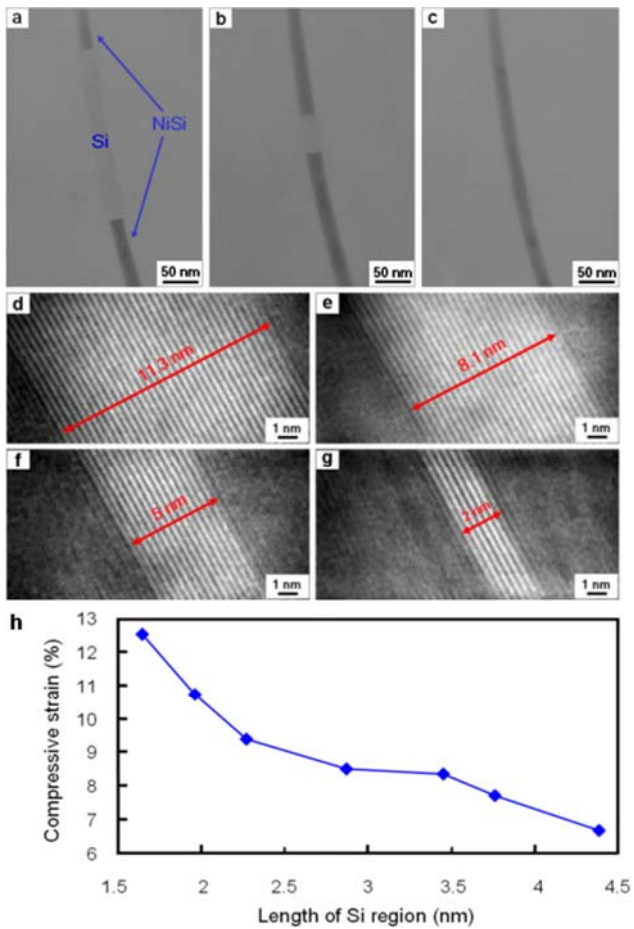 a
NiSi
Si
50 nm
b
50 nm
c
50 nm
d
11.3 nm
1 nm
e
8.1 nm
1 nm
f
5 nm
1 nm
g
2 nm
1 nm
h
Compressive strain (%)
13
12
11
10
9
8
7
6
1.5 2 2.5 3 3.5 4 4.5
Length of Si region (nm)